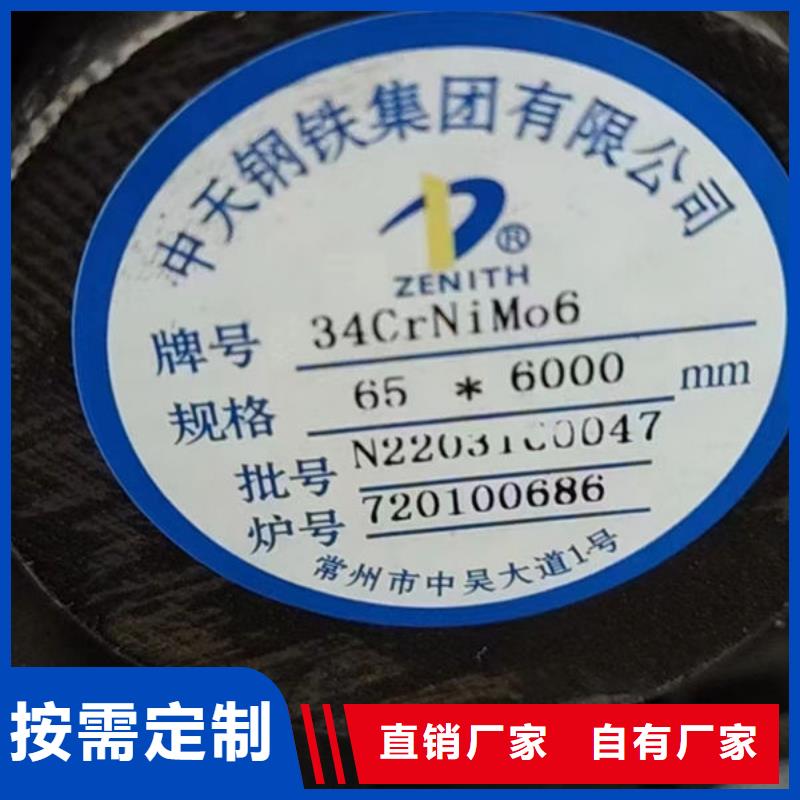 中天钢铁集团有限公司
®
ZENITH
牌号 34CrNiMo6
规格 65 * 6000 mm
批号 N22031C0047
炉号 720100686
常州市中吴大道1号
按需定制
直销厂家 自有厂家